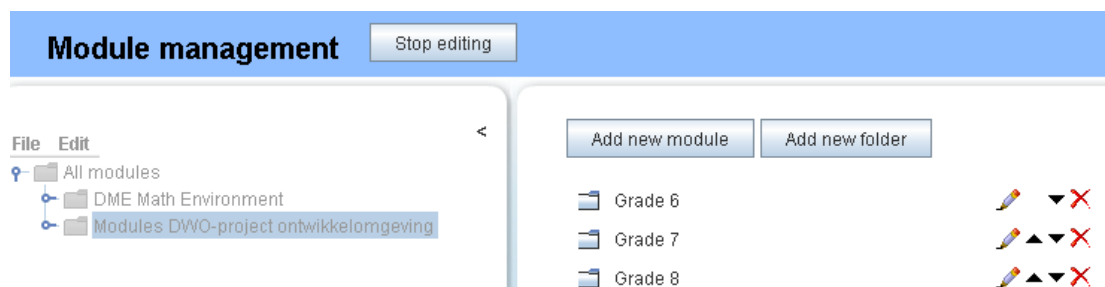 Module management
Stop editing
File Edit
<
All modules
DME Math Environment
Modules DWO-project ontwikkelomgeving
Add new module
Add new folder
Grade 6
Grade 7
Grade 8